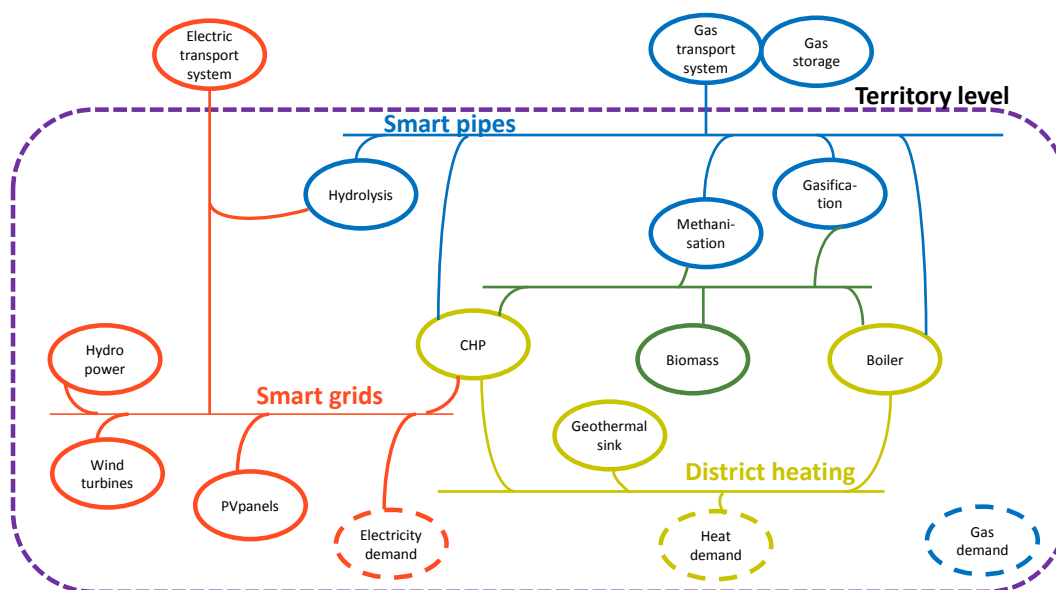 Electric
transport
system
Gas
transport
system
Gas
storage
Territory level
Smart pipes
Hydrolysis
Gasifica-
tion
Methani-
sation
Hydro
power
CHP
Biomass
Boiler
Smart grids
Geothermal
sink
Wind
turbines
District heating
PVpanels
Electricity
demand
Heat
demand
Gas
demand